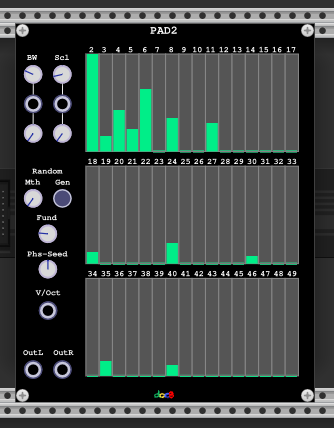 PAD2
BW Scl
2 3 4 5 6 7 8 9 10 11 12 13 14 15 16 17
Random
Mth Gen
18 19 20 21 22 23 24 25 26 27 28 29 30 31 32 33
Fund
Phs-Seed
34 35 36 37 38 39 40 41 42 43 44 45 46 47 48 49
V/Oct
OutL OutR
docB